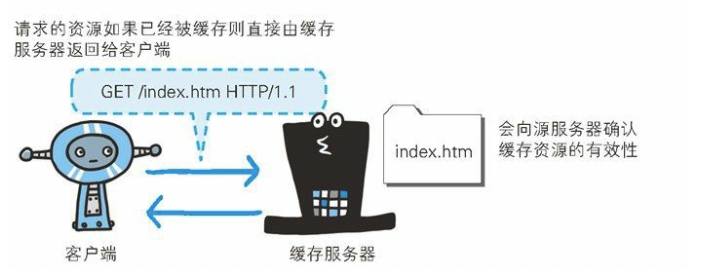 请求的资源如果已经被缓存则直接由缓存
服务器返回给客户端
GET /index.htm HTTP/1.1
index.htm
会向源服务器确认
缓存资源的有效性
客户端
缓存服务器